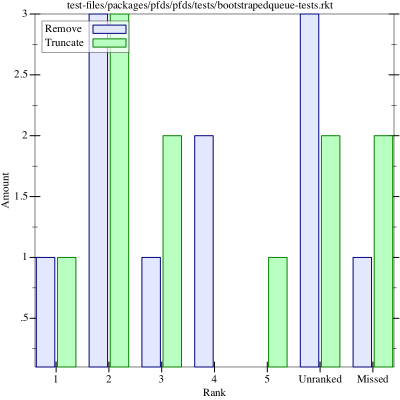 test-files/packages/pfds/pfds/tests/bootstrapedqueue-tests.rkt
Remove
Truncate
3
2.5
2
1.5
1
.5
Amount
1 2 3 4 5 Unranked Missed
Rank